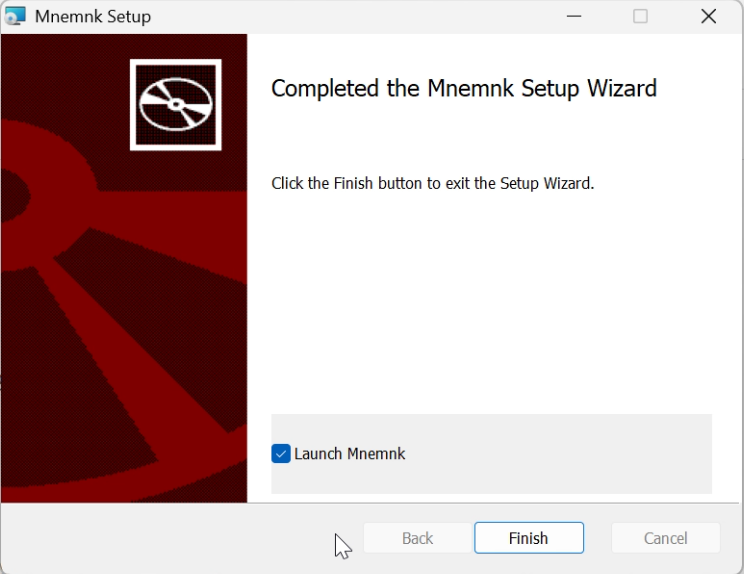 Mnemnk Setup
Completed the Mnemnk Setup Wizard
Click the Finish button to exit the Setup Wizard.
Launch Mnemnk
Back
Finish
Cancel